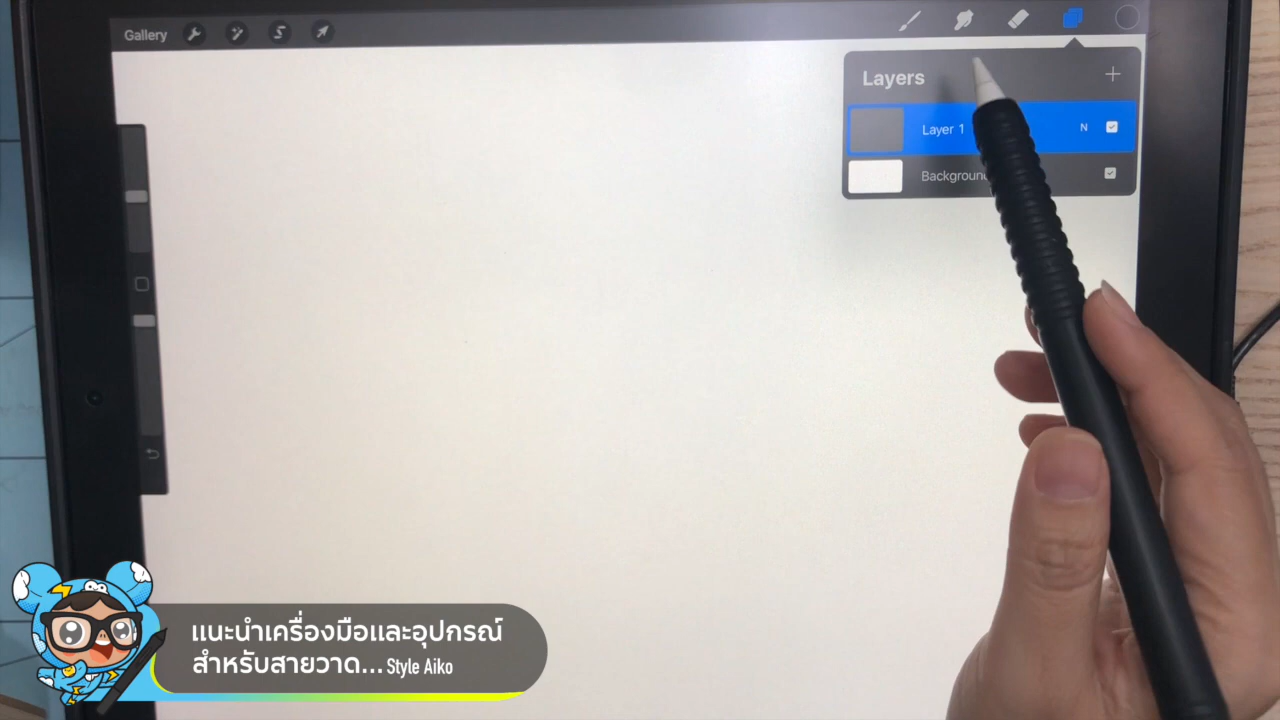 Gallery
Layers
Layer 1
N
Background
แนะนำเครื่องมือและอุปกรณ์
สำหรับสายวาด... Style Aiko